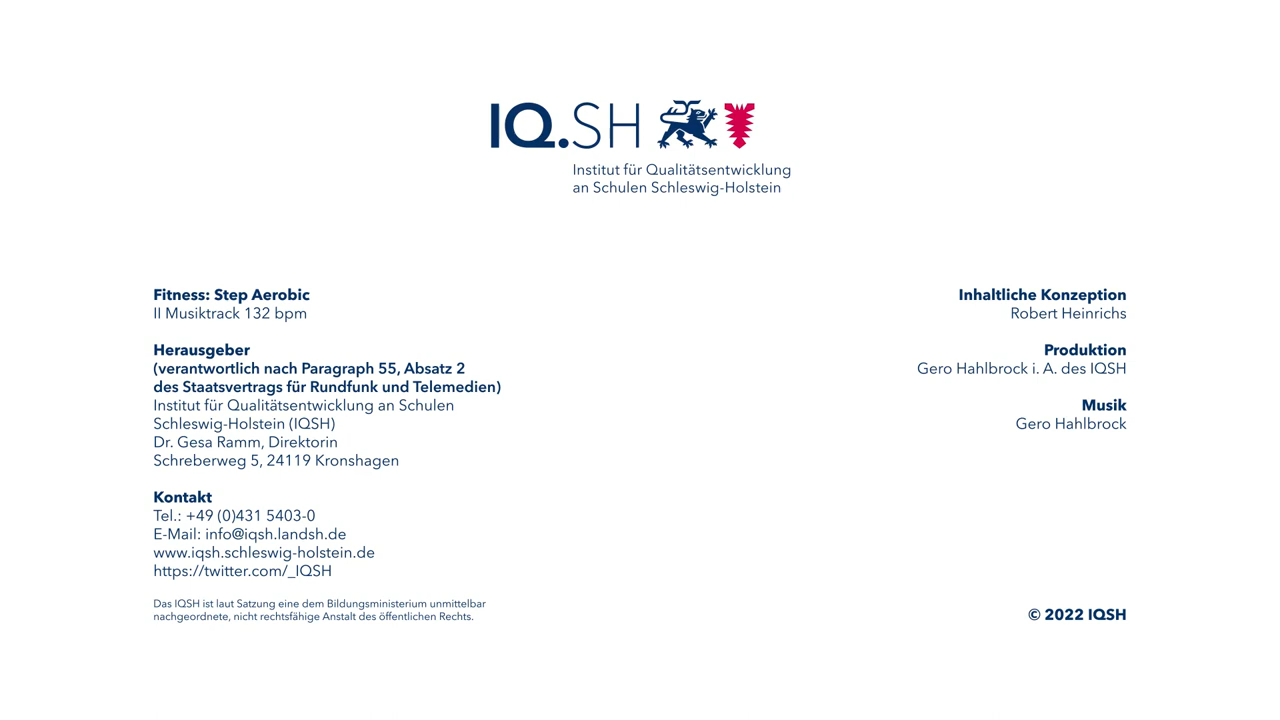 IQ.SH
Institut für Qualitätsentwicklung
an Schulen Schleswig-Holstein
Fitness: Step Aerobic
II Musiktrack 132 bpm
Herausgeber
(verantwortlich nach Paragraph 55, Absatz 2
des Staatsvertrags für Rundfunk und Telemedien)
Institut für Qualitätsentwicklung an Schulen
Schleswig-Holstein (IQSH)
Dr. Gesa Ramm, Direktorin
Schreberweg 5, 24119 Kronshagen
Kontakt
Tel.: +49 (0)431 5403-0
E-Mail: info@iqsh.landsh.de
www.iqsh.schleswig-holstein.de
https://twitter.com/_IQSH
Das IQSH ist laut Satzung eine dem Bildungsministerium unmittelbar
nachgeordnete, nicht rechtsfähige Anstalt des öffentlichen Rechts.
Inhaltliche Konzeption
Robert Heinrichs
Produktion
Gero Hahlbrock i. A. des IQSH
Musik
Gero Hahlbrock
© 2022 IQSH